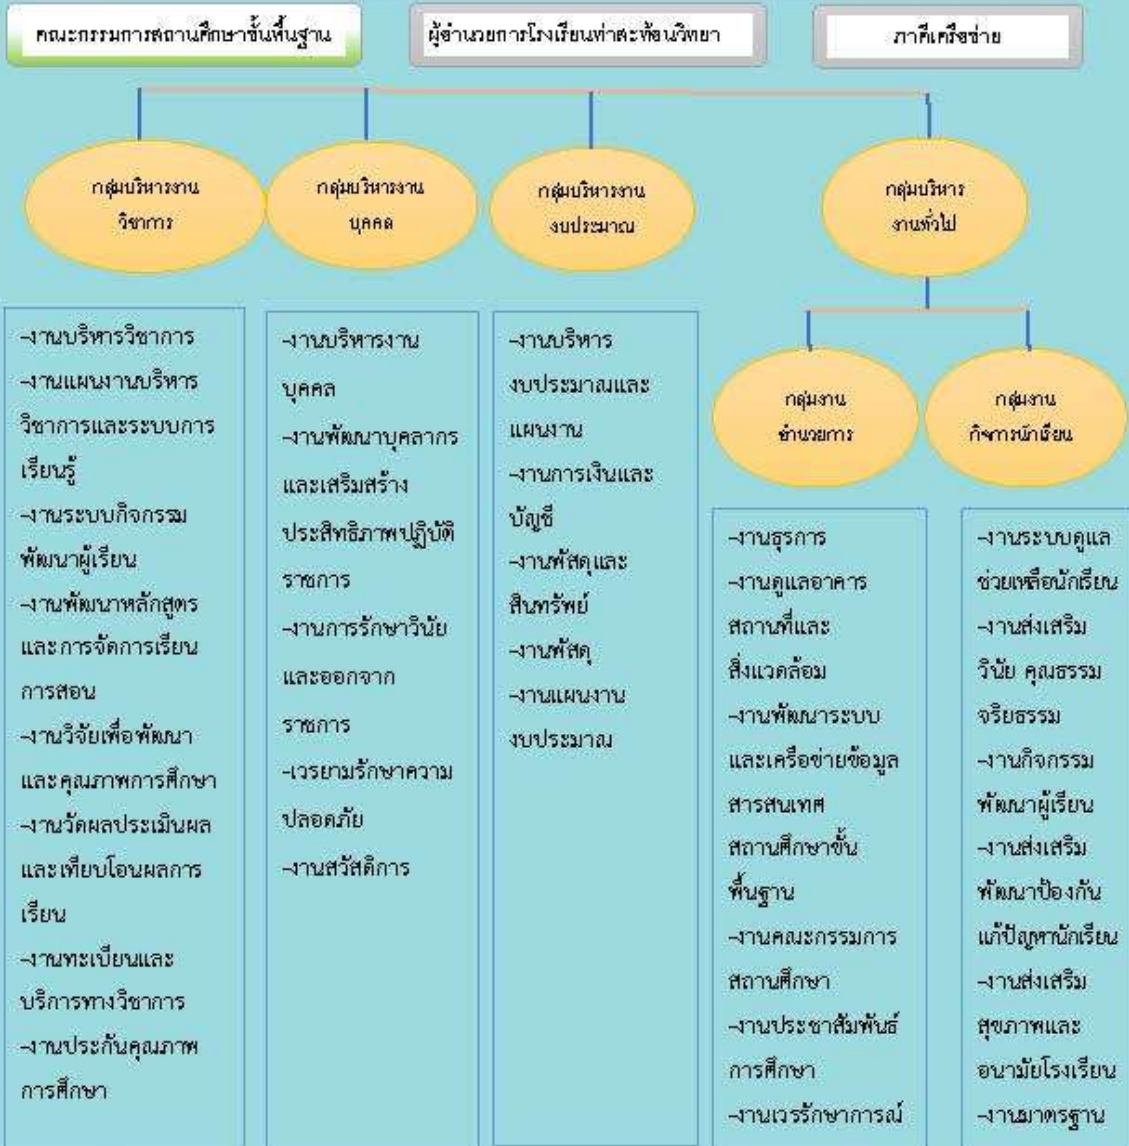 คณะกรรมการสถานศึกษาขั้นพื้นฐาน
ผู้อำนวยการโรงเรียนท่าสะท้อนวิทยา
ภาคีเครือข่าย
กลุ่มบริหารงาน
วิชาการ
กลุ่มบริหารงาน
บุคคล
กลุ่มบริหารงาน
งบประมาณ
กลุ่มบริหาร
งานทั่วไป
-งานบริหารวิชาการ
-งานแผนงานบริหาร
วิชาการและระบบการ
เรียนรู้
-งานระบบกิจกรรม
พัฒนาผู้เรียน
-งานพัฒนาหลักสูตร
และการจัดการเรียน
การสอน
-งานวิจัยเพื่อพัฒนา
และคุณภาพการศึกษา
-งานวัดผลประเมินผล
และเทียบโอนผลการ
เรียน
-งานทะเบียนและ
บริการทางวิชาการ
-งานประกันคุณภาพ
การศึกษา
-งานบริหารงาน
บุคคล
-งานพัฒนาบุคลากร
และเสริมสร้าง
ประสิทธิภาพปฏิบัติ
ราชการ
-งานการรักษาวินัย
และออกจาก
ราชการ
-เวรยามรักษาความ
ปลอดภัย
-งานสวัสดิการ
-งานบริหาร
งบประมาณและ
แผนงาน
-งานการเงินและ
บัญชี
-งานพัสดุและ
สินทรัพย์
-งานพัสดุ
-งานแผนงาน
งบประมาณ
กลุ่มงาน
อำนวยการ
กลุ่มงาน
กิจการนักเรียน
-งานธุรการ
-งานดูแลอาคาร
สถานที่และ
สิ่งแวดล้อม
-งานพัฒนาระบบ
และเครือข่ายข้อมูล
สารสนเทศ
สถานศึกษาขั้น
พื้นฐาน
-งานคณะกรรมการ
สถานศึกษา
-งานประชาสัมพันธ์
การศึกษา
-งานเวรรักษาการณ์
-งานระบบดูแล
ช่วยเหลือนักเรียน
-งานส่งเสริม
วินัย คุณธรรม
จริยธรรม
-งานกิจกรรม
พัฒนาผู้เรียน
-งานส่งเสริม
พัฒนาป้องกัน
แก้ปัญหานักเรียน
-งานส่งเสริม
สุขภาพและ
อนามัยโรงเรียน
-งานมาตรฐาน